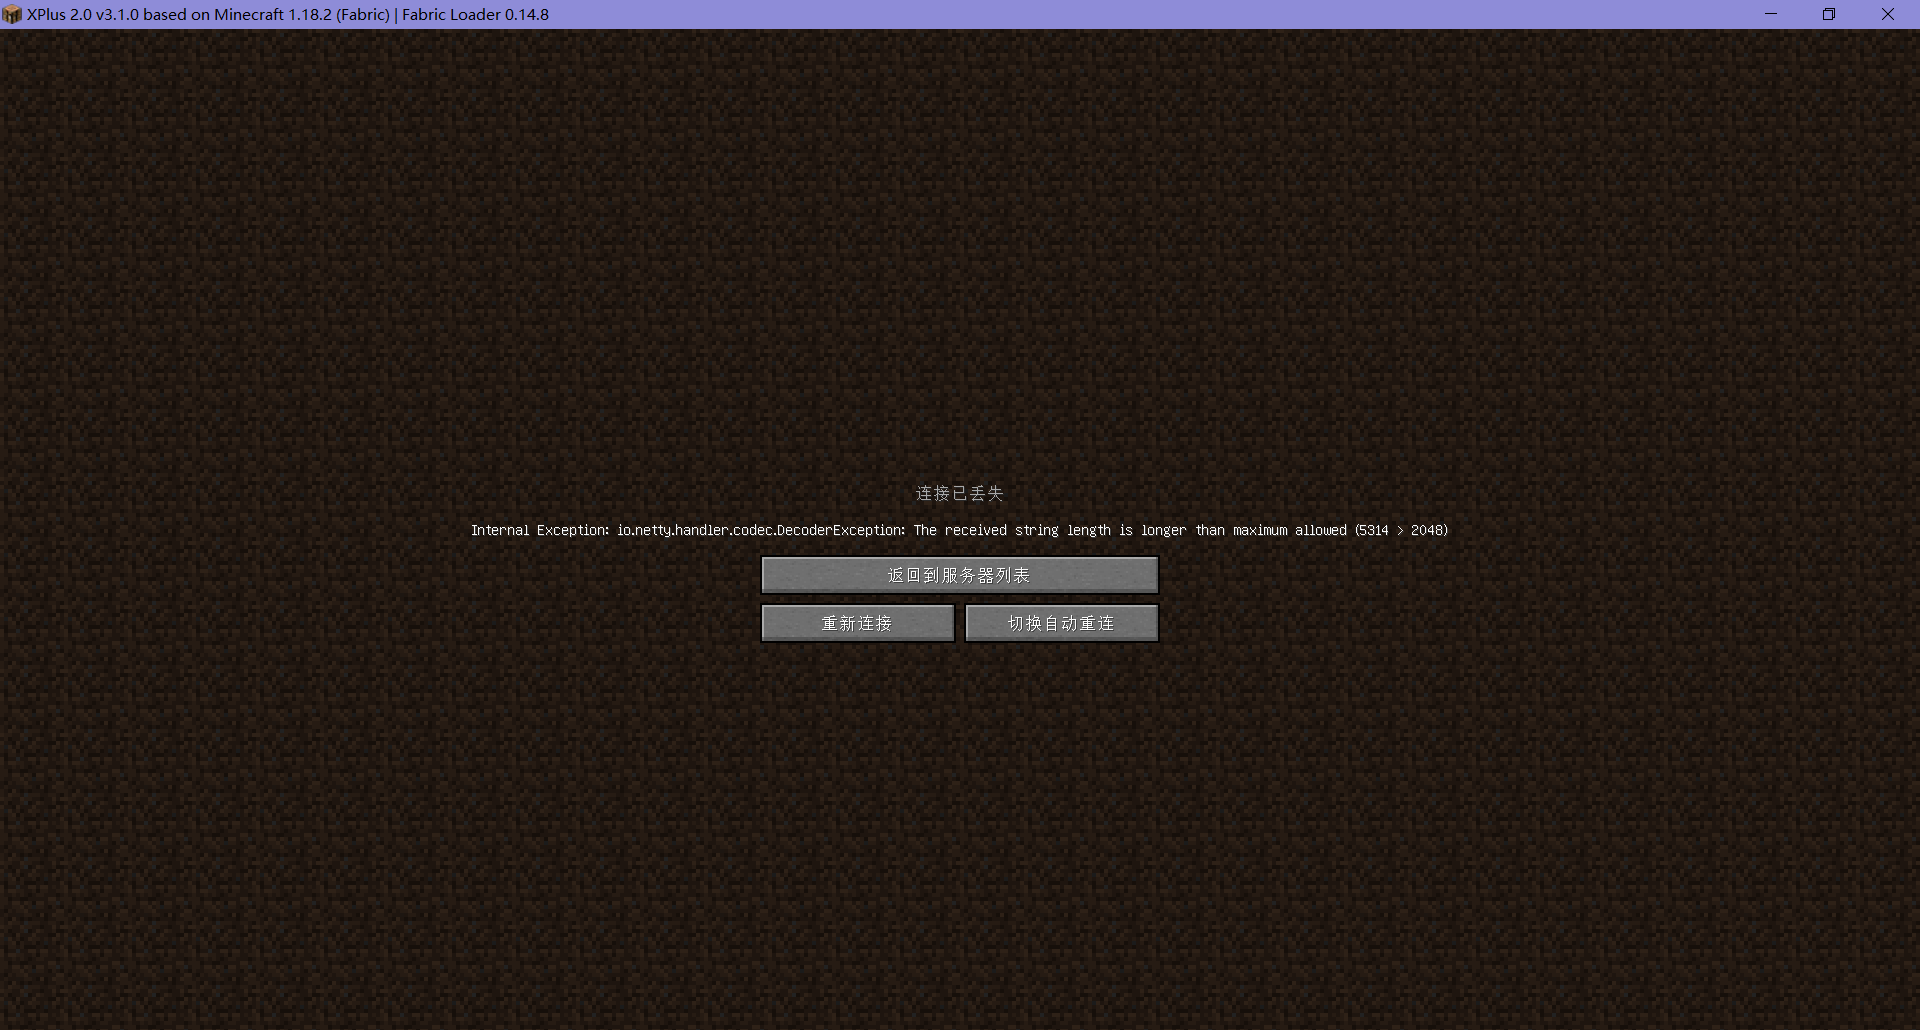 XPlus 2.0 v3.1.0 based on Minecraft 1.18.2 (Fabric) | Fabric Loader 0.14.8
连接已丢失
Internal Exception: io.netty.handler.codec.DecoderException: The received string length is longer than maximum allowed (5314 > 2048)
返回到服务器列表
重新连接 切换自动重连